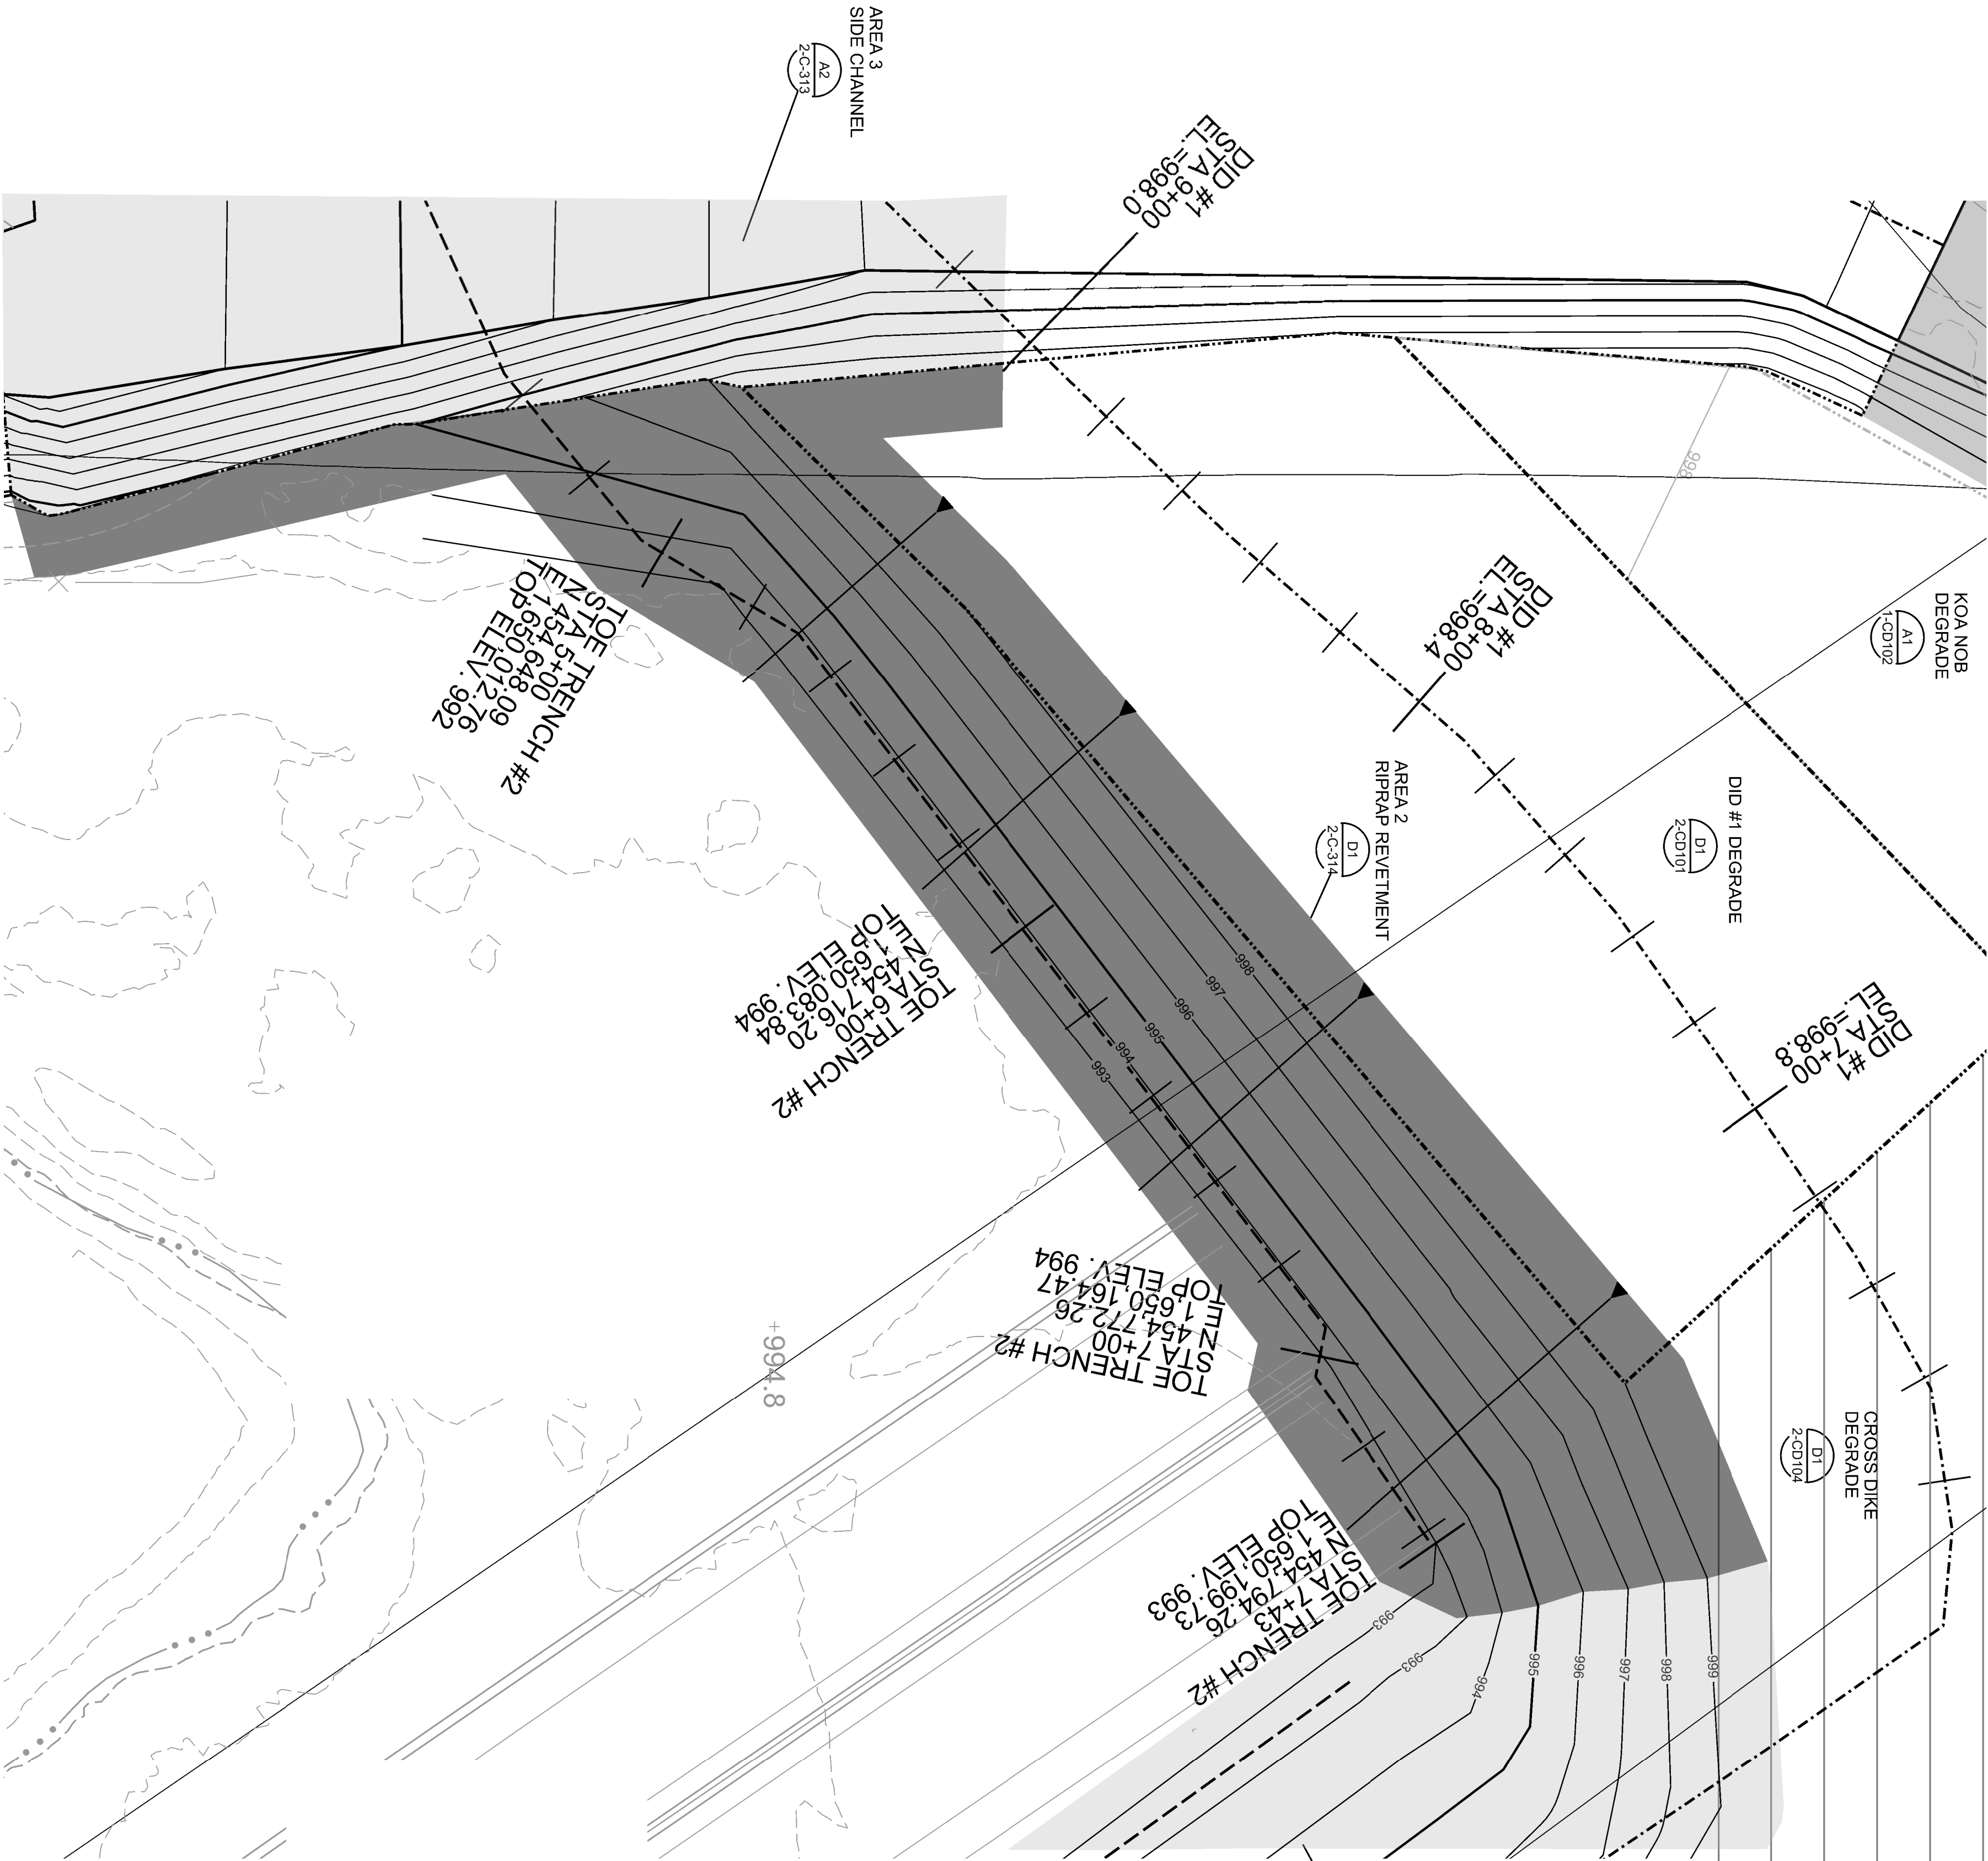 AREA 3
SIDE CHANNEL
A2
2-C-313
DID #1
STA 9+00
EL.=998.0
998
KOA NOB
DEGRADE
A1
1-CD102
DID #1
STA 8+00
EL.=998.4
TOE TRENCH #2
STA 5+00
N 454,648.09
E 1,650,012.76
TOP ELEV. 992
AREA 2
RIPRAP REVETMENT
D1
2-C-314
DID #1 DEGRADE
D1
2-CD101
TOE TRENCH #2
STA 6+00
N 454,716.20
E 1,650,083.84
TOP ELEV. 994
998
997
996
995
994
993
DID #1
STA 7+00
EL.=998.8
TOE TRENCH #2
STA 7+00
N 454,772.26
E 1,650,164.47
TOP ELEV. 994
+994.8
CROSS DIKE
DEGRADE
D1
2-CD104
TOE TRENCH #2
STA 7+43
N 454,794.26
E 1,650,199.73
TOP ELEV. 993
993
993
994
995
996
997
998
999